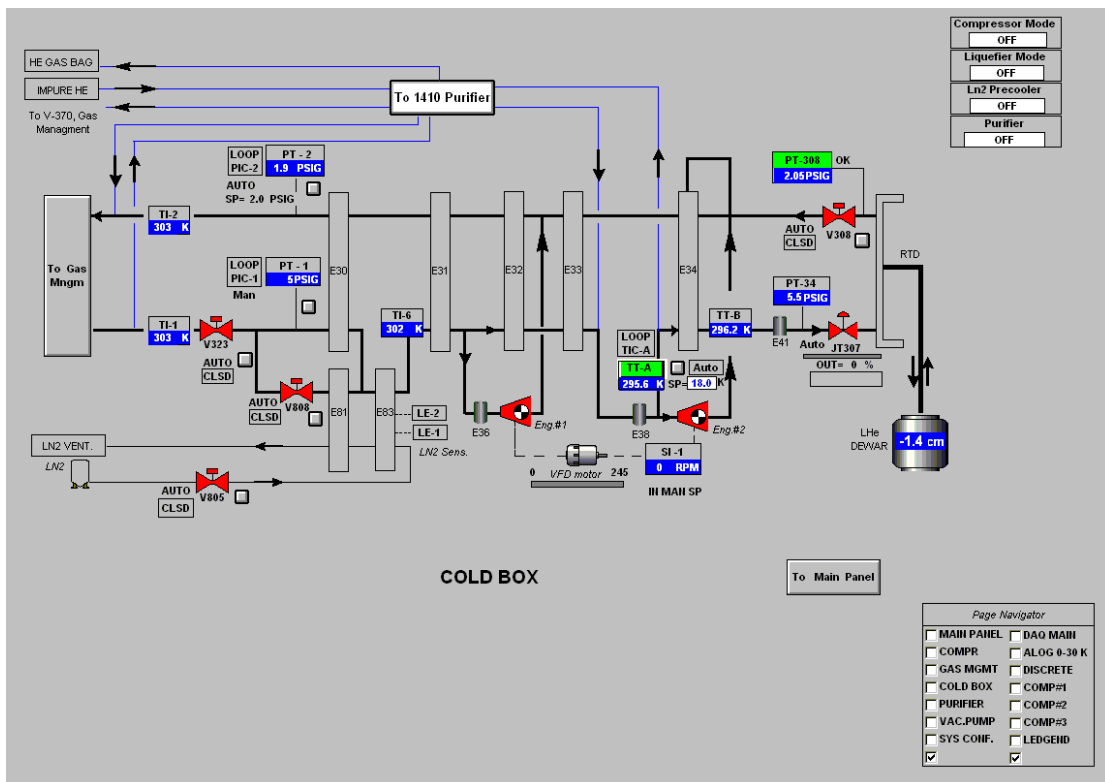 Compressor Mode
OFF
Liquefier Mode
OFF
Ln2 Precooler
OFF
Purifier
OFF
HE GAS BAG
IMPURE HE
To V-370, Gas
Managment
To 1410 Purifier
LOOP
PIC-2
PT - 2
1.9 PSIG
AUTO
SP= 2.0 PSIG
PT-308 OK
2.05PSIG
To Gas
Mngm
TI-2
303 K
LOOP
PIC-1
PT - 1
5PSIG
Man
TI-1
303 K
V323
AUTO
CLSD
AUTO
CLSD
V808
E30
E31
E32
E33
E34
TI-6
302 K
AUTO
CLSD
V308
RTD
PT-34
5.5PSIG
TT-B
296.2 K
E41
Auto
JT307
OUT= 0 %
LOOP
TIC-A
TT-A
295.6 K
Auto
SP= 18.0 K
E81
E83
LE-2
LE-1
LN2 Sens.
E36
Eng.#1
E38
Eng.#2
LN2 VENT.
LN2
AUTO
CLSD
V805
0 VFD motor 245
SI -1
0 RPM
IN MAN SP
LHe
DEWAR
-1.4 cm
COLD BOX
To Main Panel
Page Navigator
MAIN PANEL DAQ MAIN
COMPR ALOG 0-30 K
GAS MGMT DISCRETE
COLD BOX COMP#1
PURIFIER COMP#2
VAC.PUMP COMP#3
SYS CONF. LEDGEND